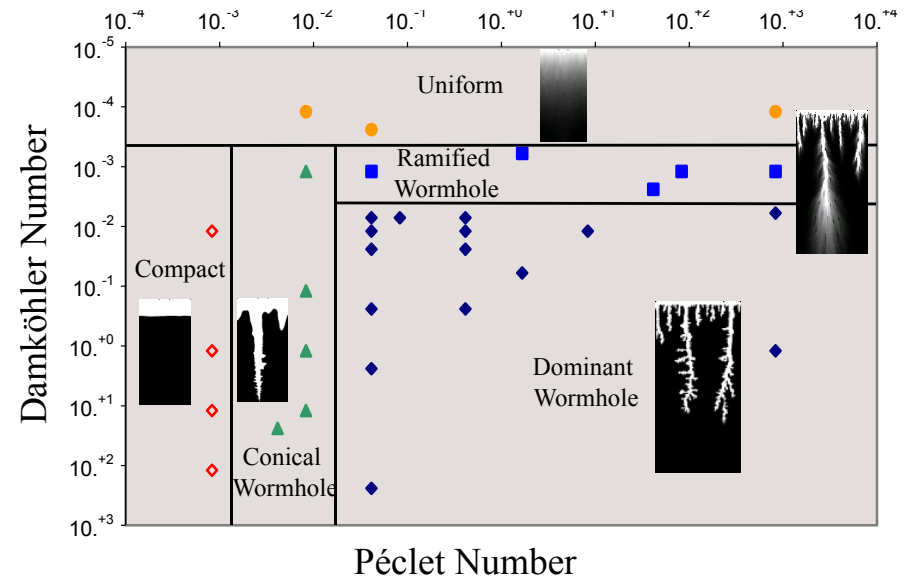 10.⁻⁴ 10.⁻³ 10.⁻² 10.⁻¹ 10.⁺⁰ 10.⁺¹ 10.⁺² 10.⁺³ 10.⁺⁴
10.⁻⁵
10.⁻⁴
10.⁻³
10.⁻²
10.⁻¹
10.⁺⁰
10.⁺¹
10.⁺²
10.⁺³
Damköhler Number
Uniform
Ramified
Wormhole
Compact
Dominant
Wormhole
Conical
Wormhole
Péclet Number